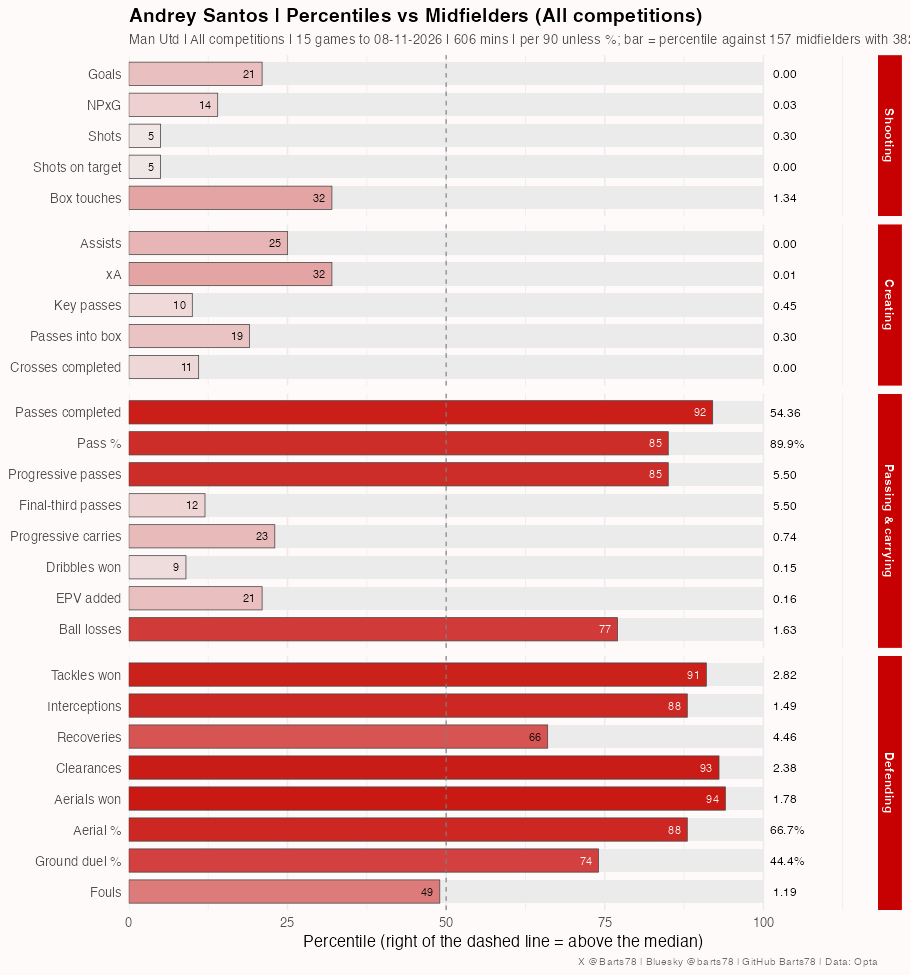 Andrey Santos | Percentiles vs Midfielders (All competitions)
Man Utd | All competitions | 15 games to 08-11-2026 | 606 mins | per 90 unless %; bar = percentile against 157 midfielders with 382
Goals 21 0.00
NPxG 14 0.03
Shots 5 0.30
Shots on target 5 0.00
Box touches 32 1.34
Shooting
Assists 25 0.00
xA 32 0.01
Key passes 10 0.45
Passes into box 19 0.30
Crosses completed 11 0.00
Creating
Passes completed 92 54.36
Pass % 85 89.9%
Progressive passes 85 5.50
Final-third passes 12 5.50
Progressive carries 23 0.74
Dribbles won 9 0.15
EPV added 21 0.16
Ball losses 77 1.63
Passing & carrying
Tackles won 91 2.82
Interceptions 88 1.49
Recoveries 66 4.46
Clearances 93 2.38
Aerials won 94 1.78
Aerial % 88 66.7%
Ground duel % 74 44.4%
Fouls 49 1.19
Defending
0 25 50 75 100
Percentile (right of the dashed line = above the median)
X @Barts78 | Bluesky @barts78 | GitHub Barts78 | Data: Opta